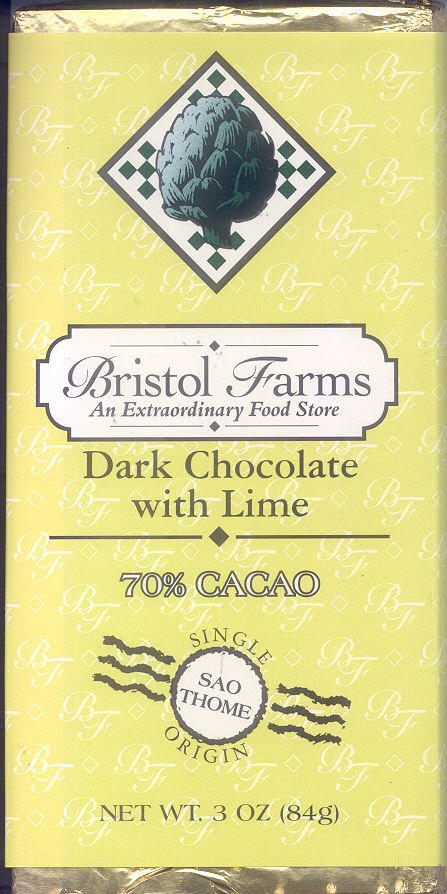 Bristol Farms
An Extraordinary Food Store
Dark Chocolate
with Lime
70% CACAO
SINGLE
SAO
THOME
ORIGIN
NET WT. 3 OZ (84g)